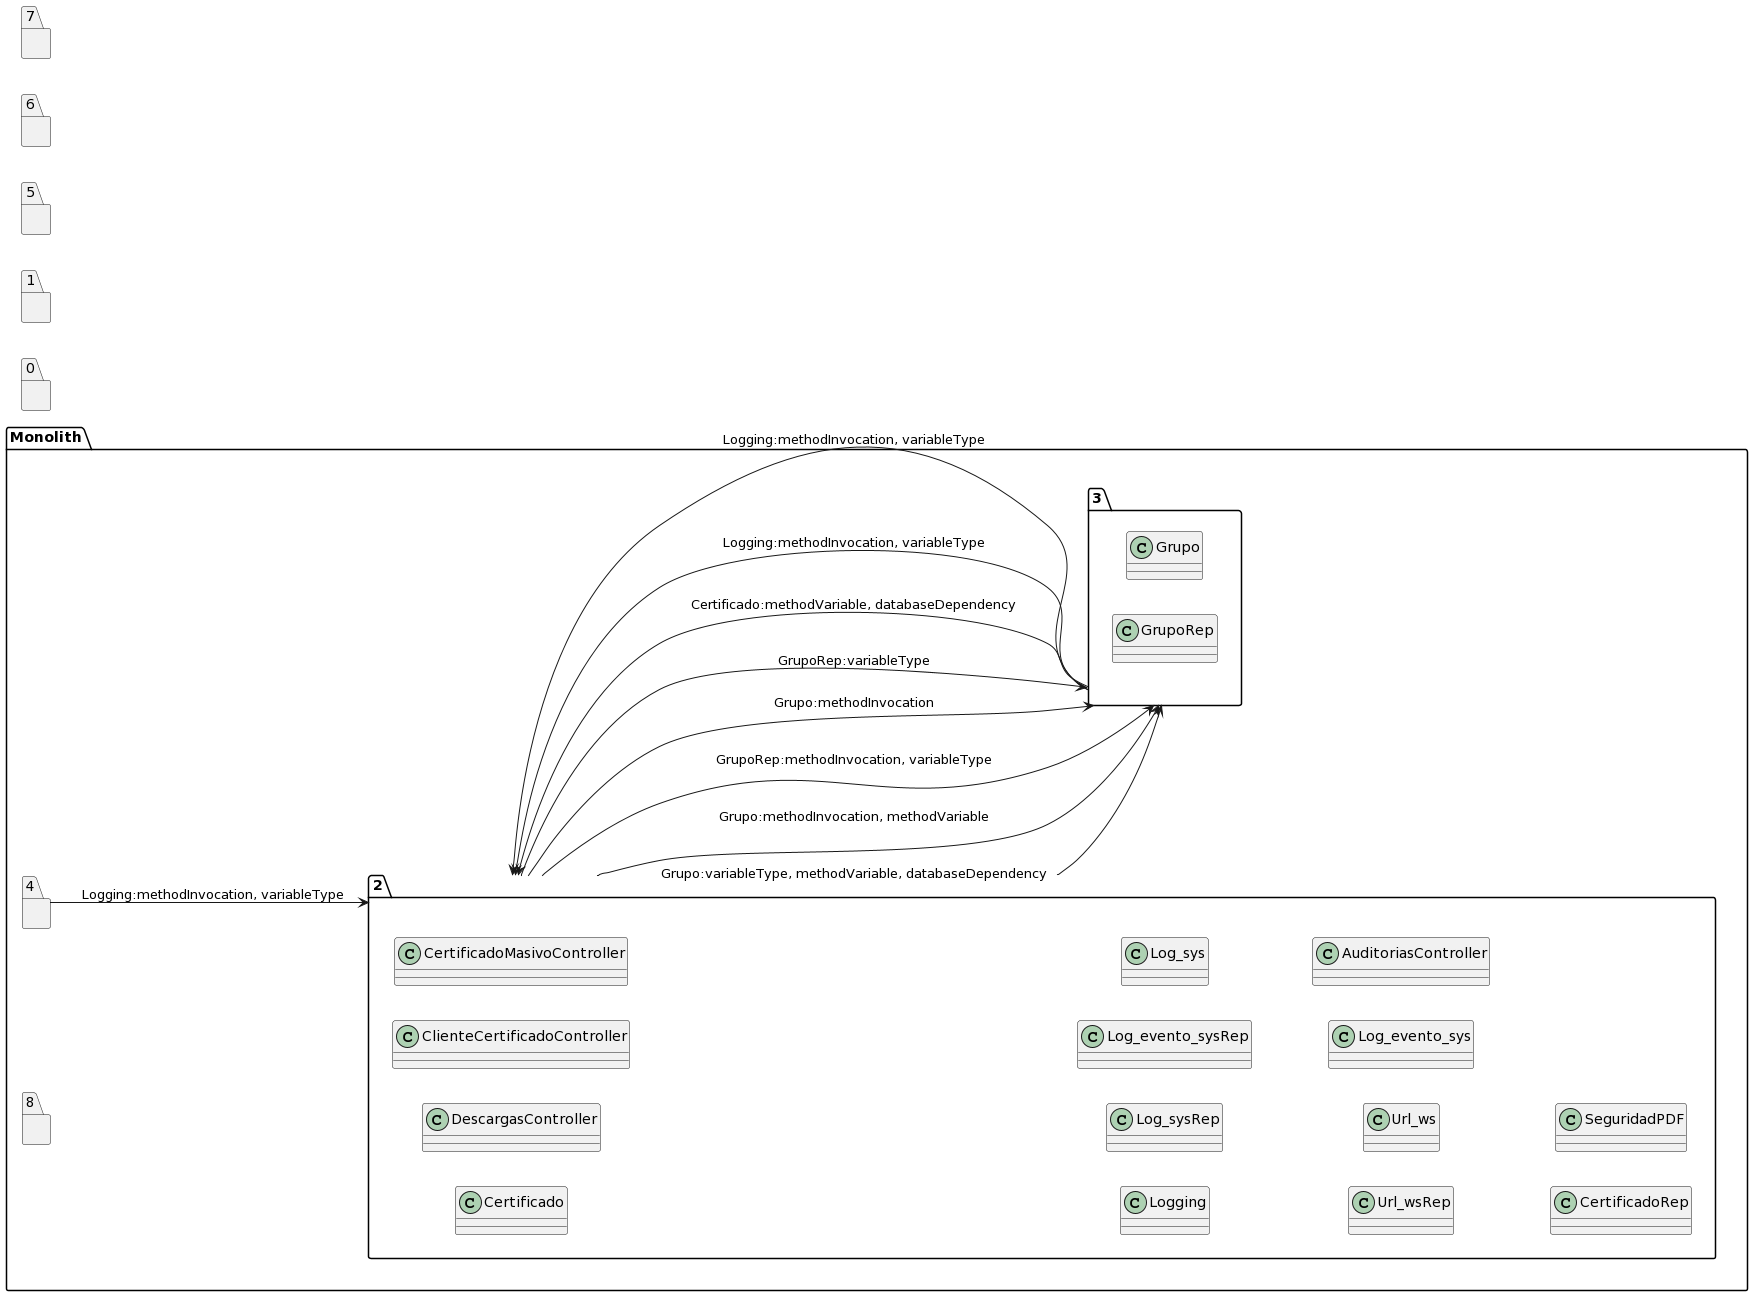 7
6
5
1
0
Monolith
Logging:methodInvocation, variableType
3
Grupo
GrupoRep
Logging:methodInvocation, variableType
Certificado:methodVariable, databaseDependency
GrupoRep:variableType
Grupo:methodInvocation
GrupoRep:methodInvocation, variableType
Grupo:methodInvocation, methodVariable
Grupo:variableType, methodVariable, databaseDependency
4
Logging:methodInvocation, variableType
2
C CertificadoMasivoController
C Log_sys
C AuditoriasController
C ClienteCertificadoController
C Log_evento_sysRep
C Log_evento_sys
8
C DescargasController
C Log_sysRep
C Url_ws
C SeguridadPDF
C Certificado
C Logging
C Url_wsRep
C CertificadoRep